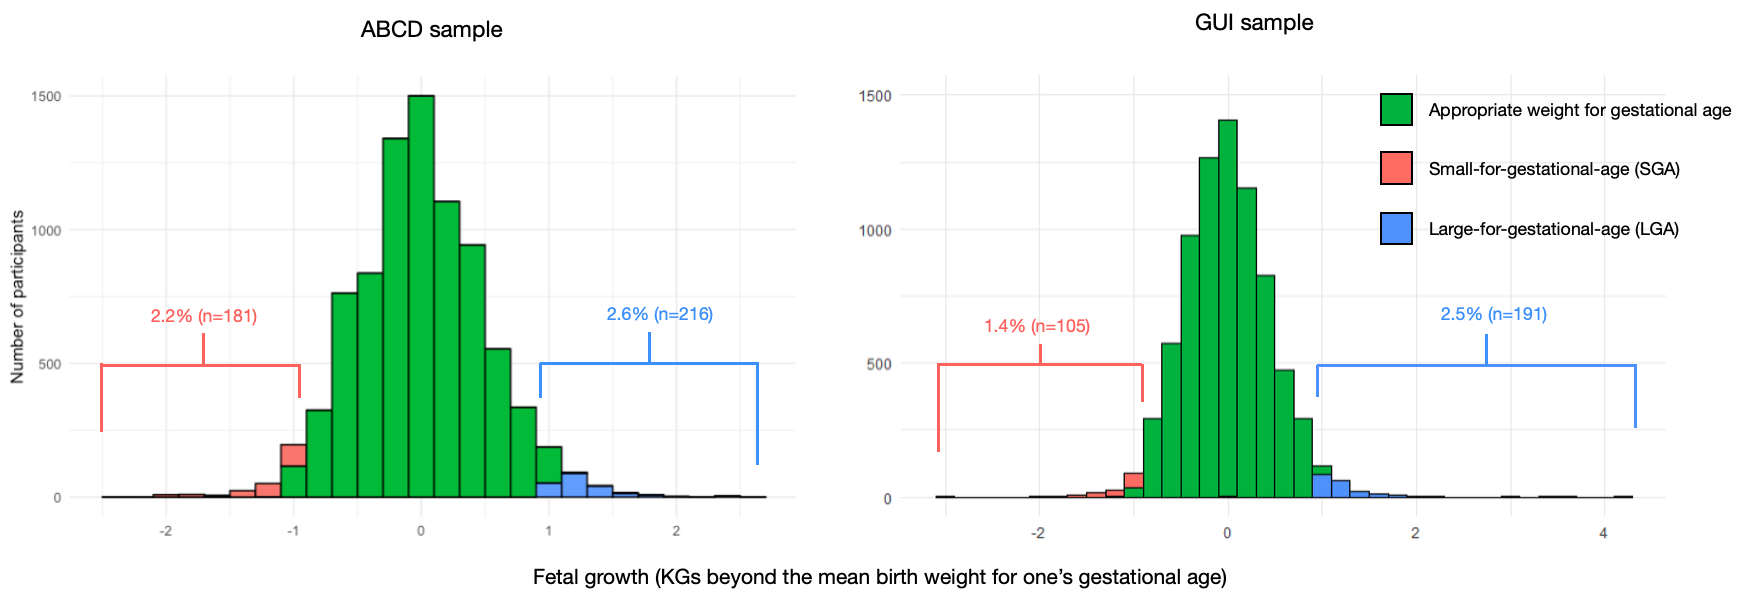 ABCD sample
GUI sample
Number of participants
1500
1000
500
0
2.2% (n=181)
2.6% (n=216)
-2
-1
0
1
2
1500
1000
500
0
1.4% (n=105)
2.5% (n=191)
-2
0
2
4
Appropriate weight for gestational age
Small-for-gestational-age (SGA)
Large-for-gestational-age (LGA)
Fetal growth (KGs beyond the mean birth weight for one’s gestational age)